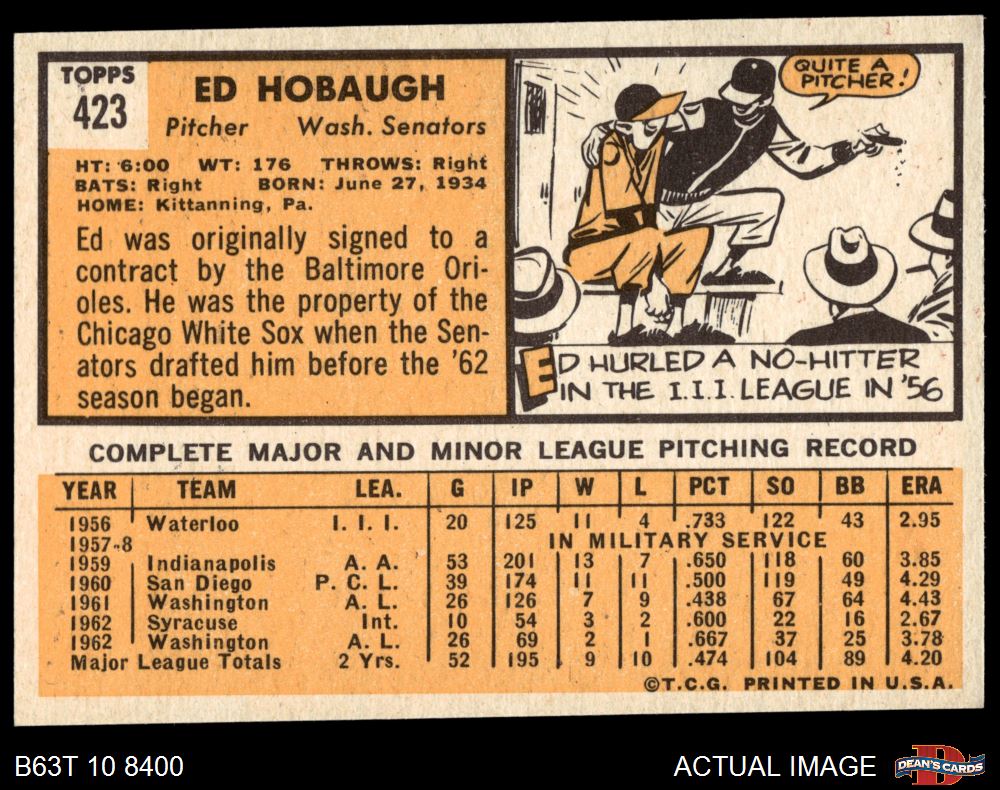 TOPPS
423
ED HOBAUGH
Pitcher Wash. Senators
HT: 6:00 WT: 176 THROWS: Right
BATS: Right BORN: June 27, 1934
HOME: Kittanning, Pa.
Ed was originally signed to a
contract by the Baltimore Ori-
oles. He was the property of the
Chicago White Sox when the Sen-
ators drafted him before the '62
season began.
QUITE A
PITCHER!
ED HURLED A NO-HITTER
IN THE I.I.I. LEAGUE IN '56
COMPLETE MAJOR AND MINOR LEAGUE PITCHING RECORD
YEAR TEAM LEA. G IP W L PCT SO BB ERA
1956 Waterloo I. I. I. 20 125 11 4 .733 122 43 2.95
1957-8 IN MILITARY SERVICE
1959 Indianapolis A. A. 53 201 13 7 .650 118 60 3.85
1960 San Diego P. C. L. 39 174 11 11 .500 119 49 4.29
1961 Washington A. L. 26 126 7 9 .438 67 64 4.43
1962 Syracuse Int. 10 54 3 2 .600 22 16 2.67
1962 Washington A. L. 26 69 2 1 .667 37 25 3.78
Major League Totals 2 Yrs. 52 195 9 10 .474 104 89 4.20
©T.C.G. PRINTED IN U.S.A.
B63T 10 8400
ACTUAL IMAGE
DEAN'S CARDS